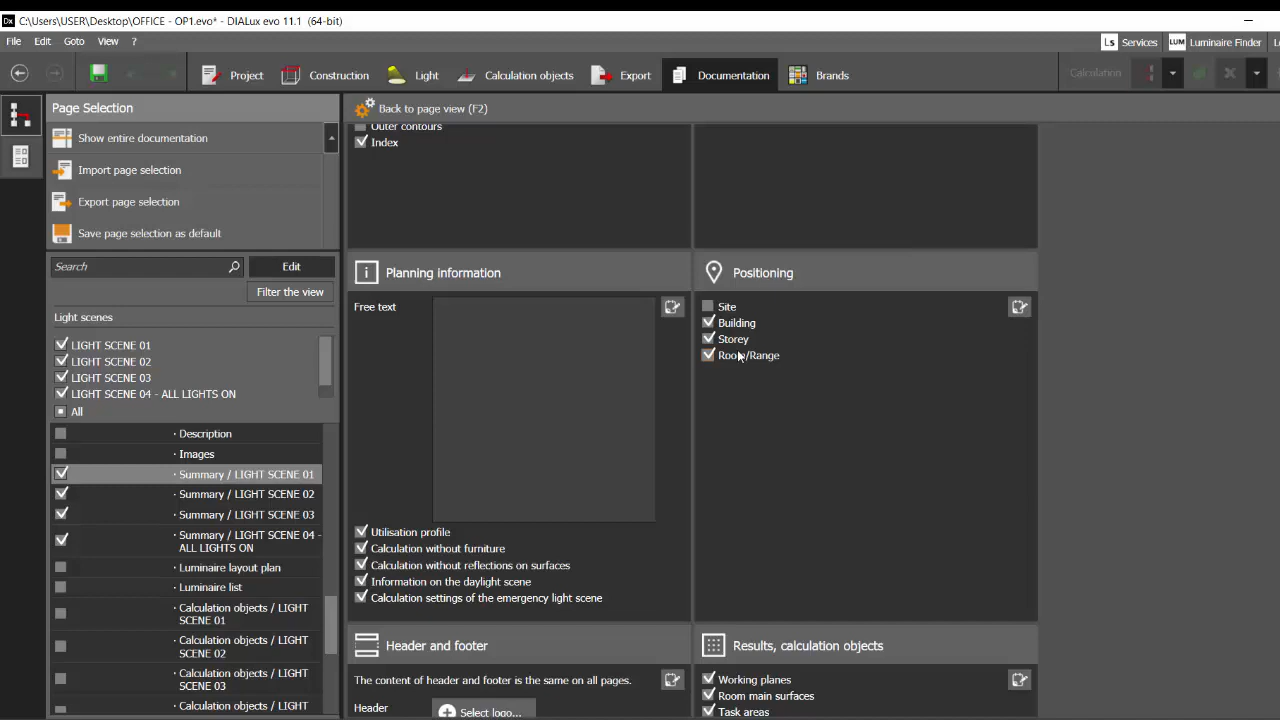 Dx C:\Users\USER\Desktop\OFFICE - OP1.evo* - DIALux evo 11.1 (64-bit)
File Edit Goto View ?
Ls Services LUM Luminaire Finder
Project Construction Light Calculation objects Export Documentation Brands Calculation
Page Selection
Back to page view (F2)
Show entire documentation
Import page selection
Export page selection
Save page selection as default
Search Edit
Filter the view
Light scenes
LIGHT SCENE 01
LIGHT SCENE 02
LIGHT SCENE 03
LIGHT SCENE 04 - ALL LIGHTS ON
All
· Description
· Images
· Summary / LIGHT SCENE 01
· Summary / LIGHT SCENE 02
· Summary / LIGHT SCENE 03
· Summary / LIGHT SCENE 04 -
ALL LIGHTS ON
· Luminaire layout plan
· Luminaire list
· Calculation objects / LIGHT
SCENE 01
· Calculation objects / LIGHT
SCENE 02
· Calculation objects / LIGHT
SCENE 03
· Calculation objects / LIGHT
Outer contours
Index
Planning information
Free text
Utilisation profile
Calculation without furniture
Calculation without reflections on surfaces
Information on the daylight scene
Calculation settings of the emergency light scene
Positioning
Site
Building
Storey
Room/Range
Header and footer
The content of header and footer is the same on all pages.
Header Select logo...
Results, calculation objects
Working planes
Room main surfaces
Task areas